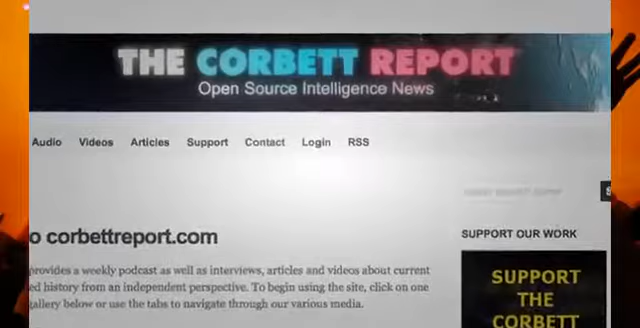 THE CORBETT REPORT
Open Source Intelligence News
Audio Videos Articles Support Contact Login RSS
o corbettreport.com
SUPPORT OUR WORK
provides a weekly podcast as well as interviews, articles and videos about current
ed history from an independent perspective. To begin using the site, click on one
gallery below or use the tabs to navigate through our various media.
SUPPORT
THE
CORBETT